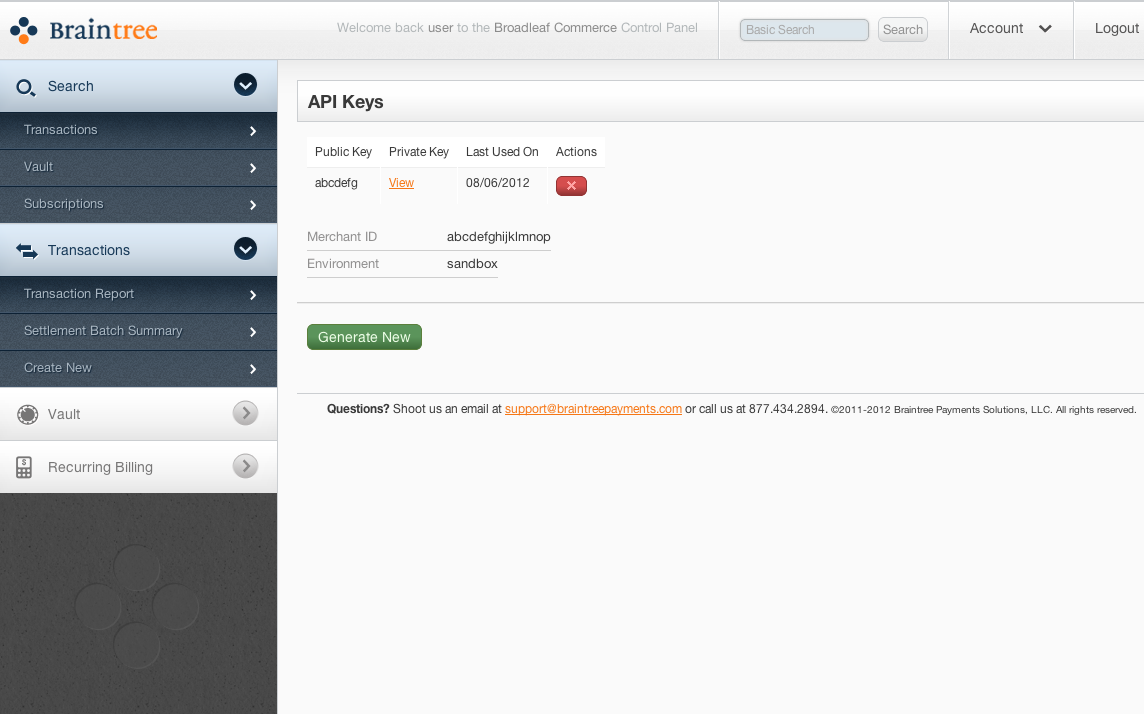 Braintree
Welcome back user to the Broadleaf Commerce Control Panel
Basic Search
Search
Account
Logout
Search
Transactions
Vault
Subscriptions
Transactions
Transaction Report
Settlement Batch Summary
Create New
Vault
Recurring Billing
API Keys
Public Key Private Key Last Used On Actions
abcdefg View 08/06/2012
Merchant ID abcdefghijklmnop
Environment sandbox
Generate New
Questions? Shoot us an email at support@braintreepayments.com or call us at 877.434.2894. ©2011-2012 Braintree Payments Solutions, LLC. All rights reserved.